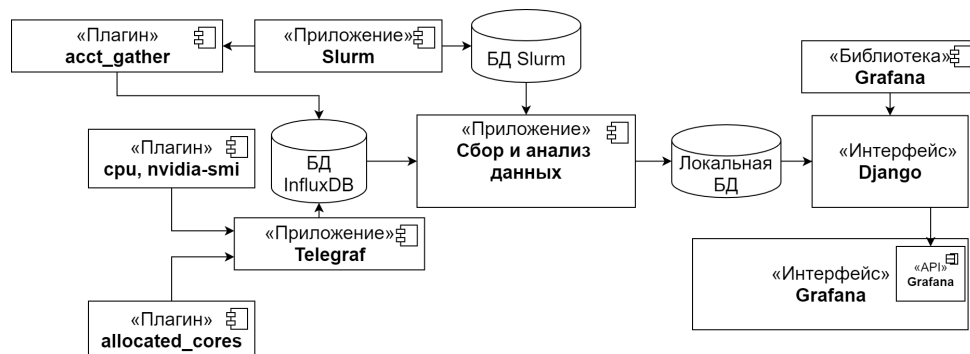 «Плагин»
acct_gather
«Приложение»
Slurm
БД Slurm
«Библиотека»
Grafana
«Плагин»
cpu, nvidia-smi
БД
InfluxDB
«Приложение»
Сбор и анализ
данных
Локальная
БД
«Интерфейс»
Django
«Приложение»
Telegraf
«Интерфейс»
Grafana
«API»
Grafana
«Плагин»
allocated_cores